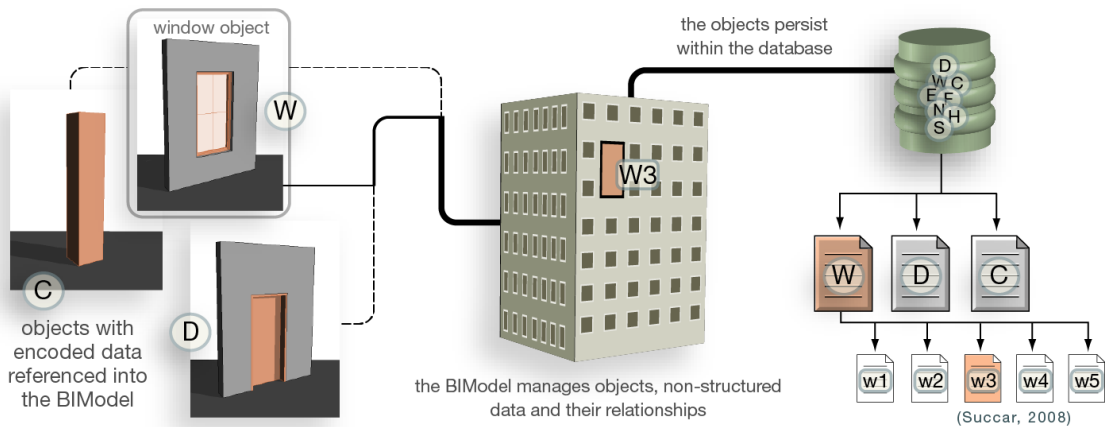 window object
W
C
objects with
encoded data
referenced into
the BIModel
D
W3
the BIModel manages objects, non-structured
data and their relationships
the objects persist
within the database
D
W C
E F
N H
S
W D C
w1 w2 w3 w4 w5
(Succar, 2008)